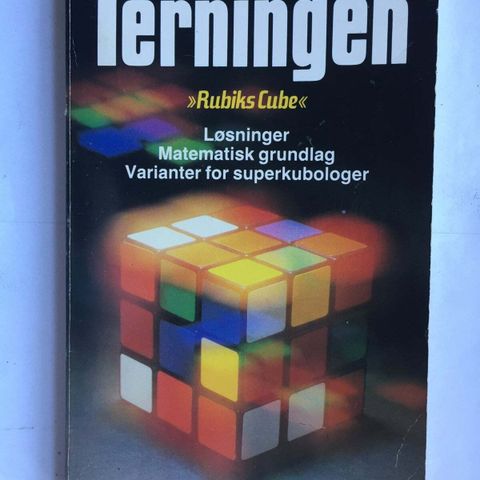 Terningen
»Rubiks Cube«
Løsninger
Matematisk grundlag
Varianter for superkubologer